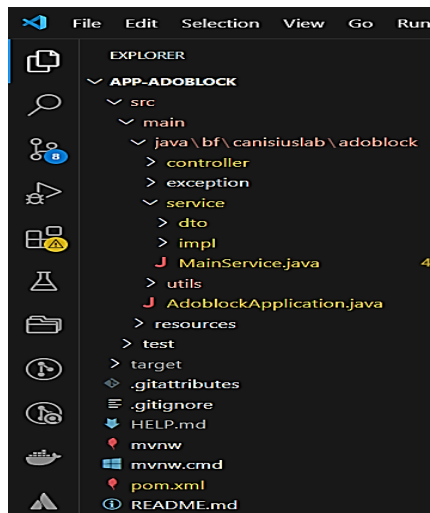 File Edit Selection View Go Run
EXPLORER
APP-ADOBLOCK
src
main
java\bf\canisiuslab\adoblock
8
controller
exception
service
dto
impl
J MainService.java 4
utils
J AdoblockApplication.java
resources
test
target
.gitattributes
.gitignore
HELP.md
mvnw
mvnw.cmd
pom.xml
README.md